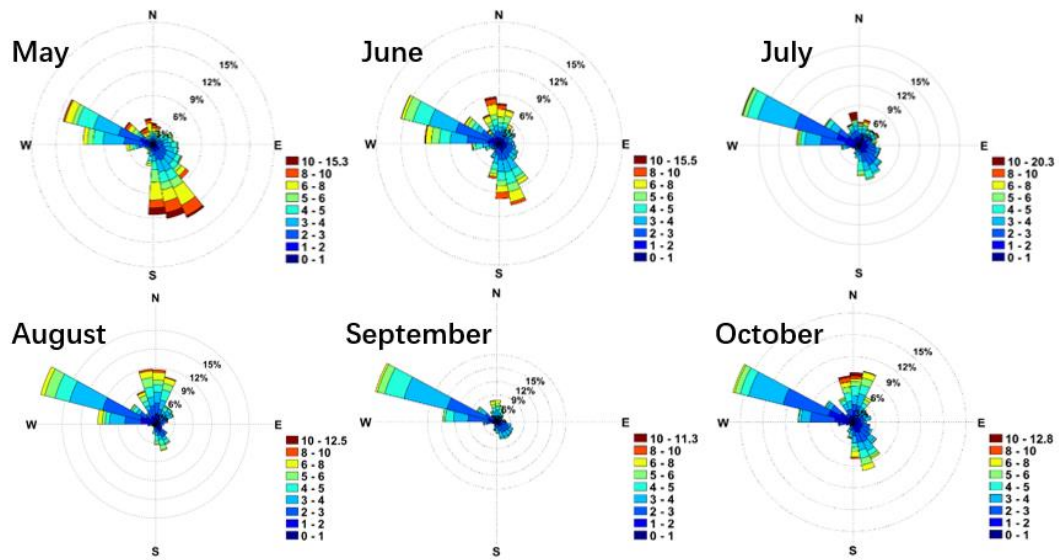 May
N
15%
12%
9%
6%
3%
W
E
S
10 - 15.3
8 - 10
6 - 8
5 - 6
4 - 5
3 - 4
2 - 3
1 - 2
0 - 1
June
N
15%
12%
9%
6%
W
E
S
10 - 15.5
8 - 10
6 - 8
5 - 6
4 - 5
3 - 4
2 - 3
1 - 2
0 - 1
July
N
15%
12%
9%
6%
W
E
S
10 - 20.3
8 - 10
6 - 8
5 - 6
4 - 5
3 - 4
2 - 3
1 - 2
0 - 1
August
N
15%
12%
9%
6%
W
E
S
10 - 12.5
8 - 10
6 - 8
5 - 6
4 - 5
3 - 4
2 - 3
1 - 2
0 - 1
September
N
15%
12%
9%
6%
W
E
S
10 - 11.3
8 - 10
6 - 8
5 - 6
4 - 5
3 - 4
2 - 3
1 - 2
0 - 1
October
N
15%
12%
9%
6%
W
E
S
10 - 12.8
8 - 10
6 - 8
5 - 6
4 - 5
3 - 4
2 - 3
1 - 2
0 - 1